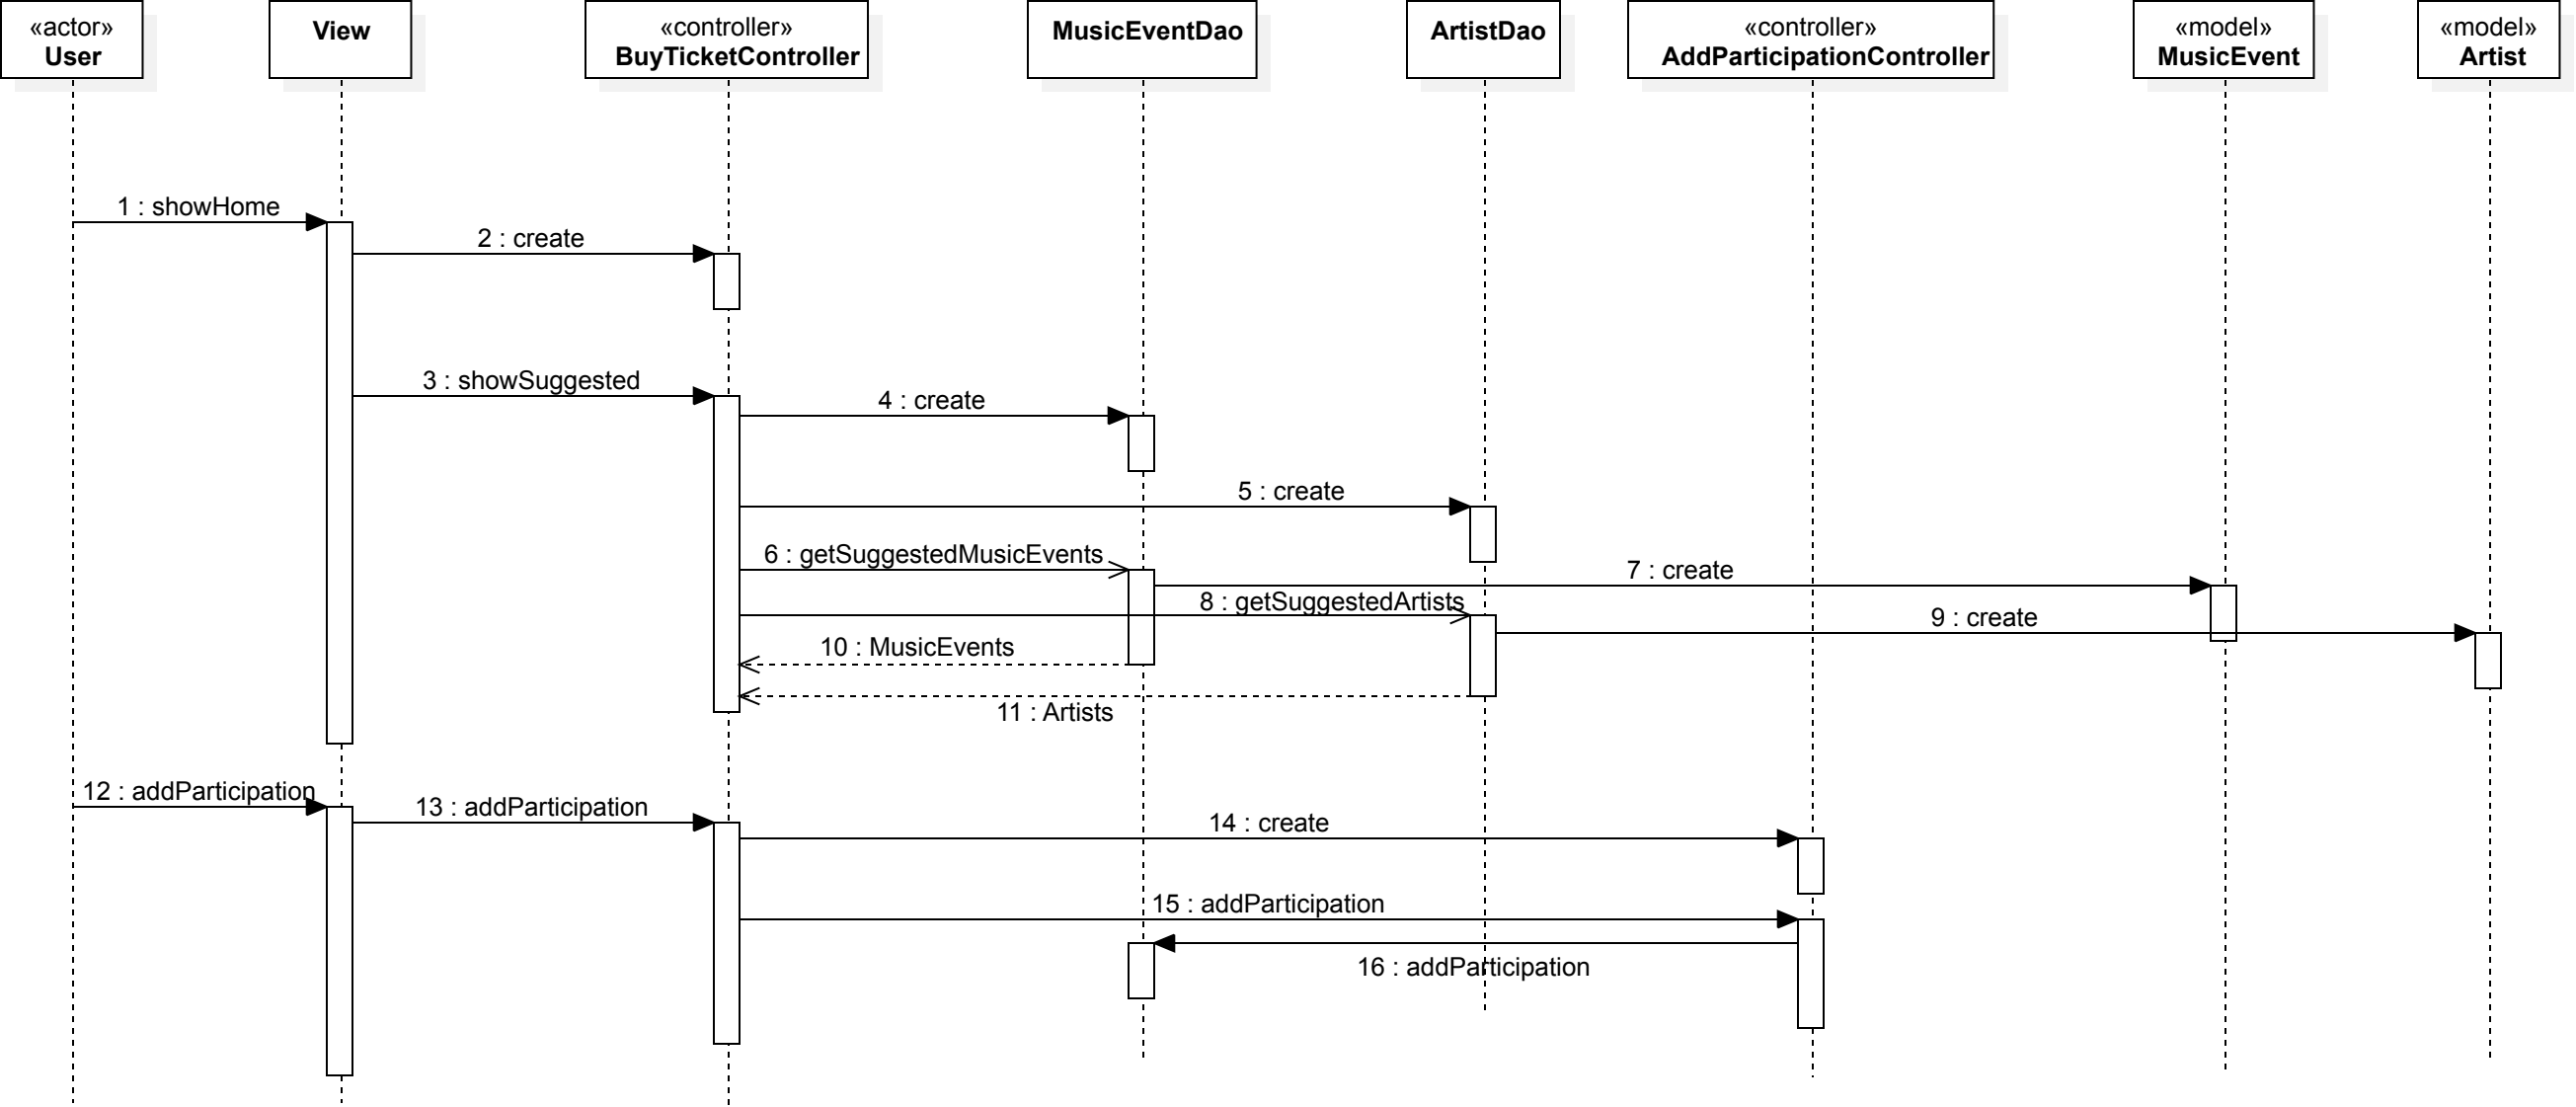 «actor»
User
View
«controller»
BuyTicketController
MusicEventDao
ArtistDao
«controller»
AddParticipationController
«model»
MusicEvent
«model»
Artist
1 : showHome
2 : create
3 : showSuggested
4 : create
5 : create
6 : getSuggestedMusicEvents
7 : create
8 : getSuggestedArtists
9 : create
10 : MusicEvents
11 : Artists
12 : addParticipation
13 : addParticipation
14 : create
15 : addParticipation
16 : addParticipation